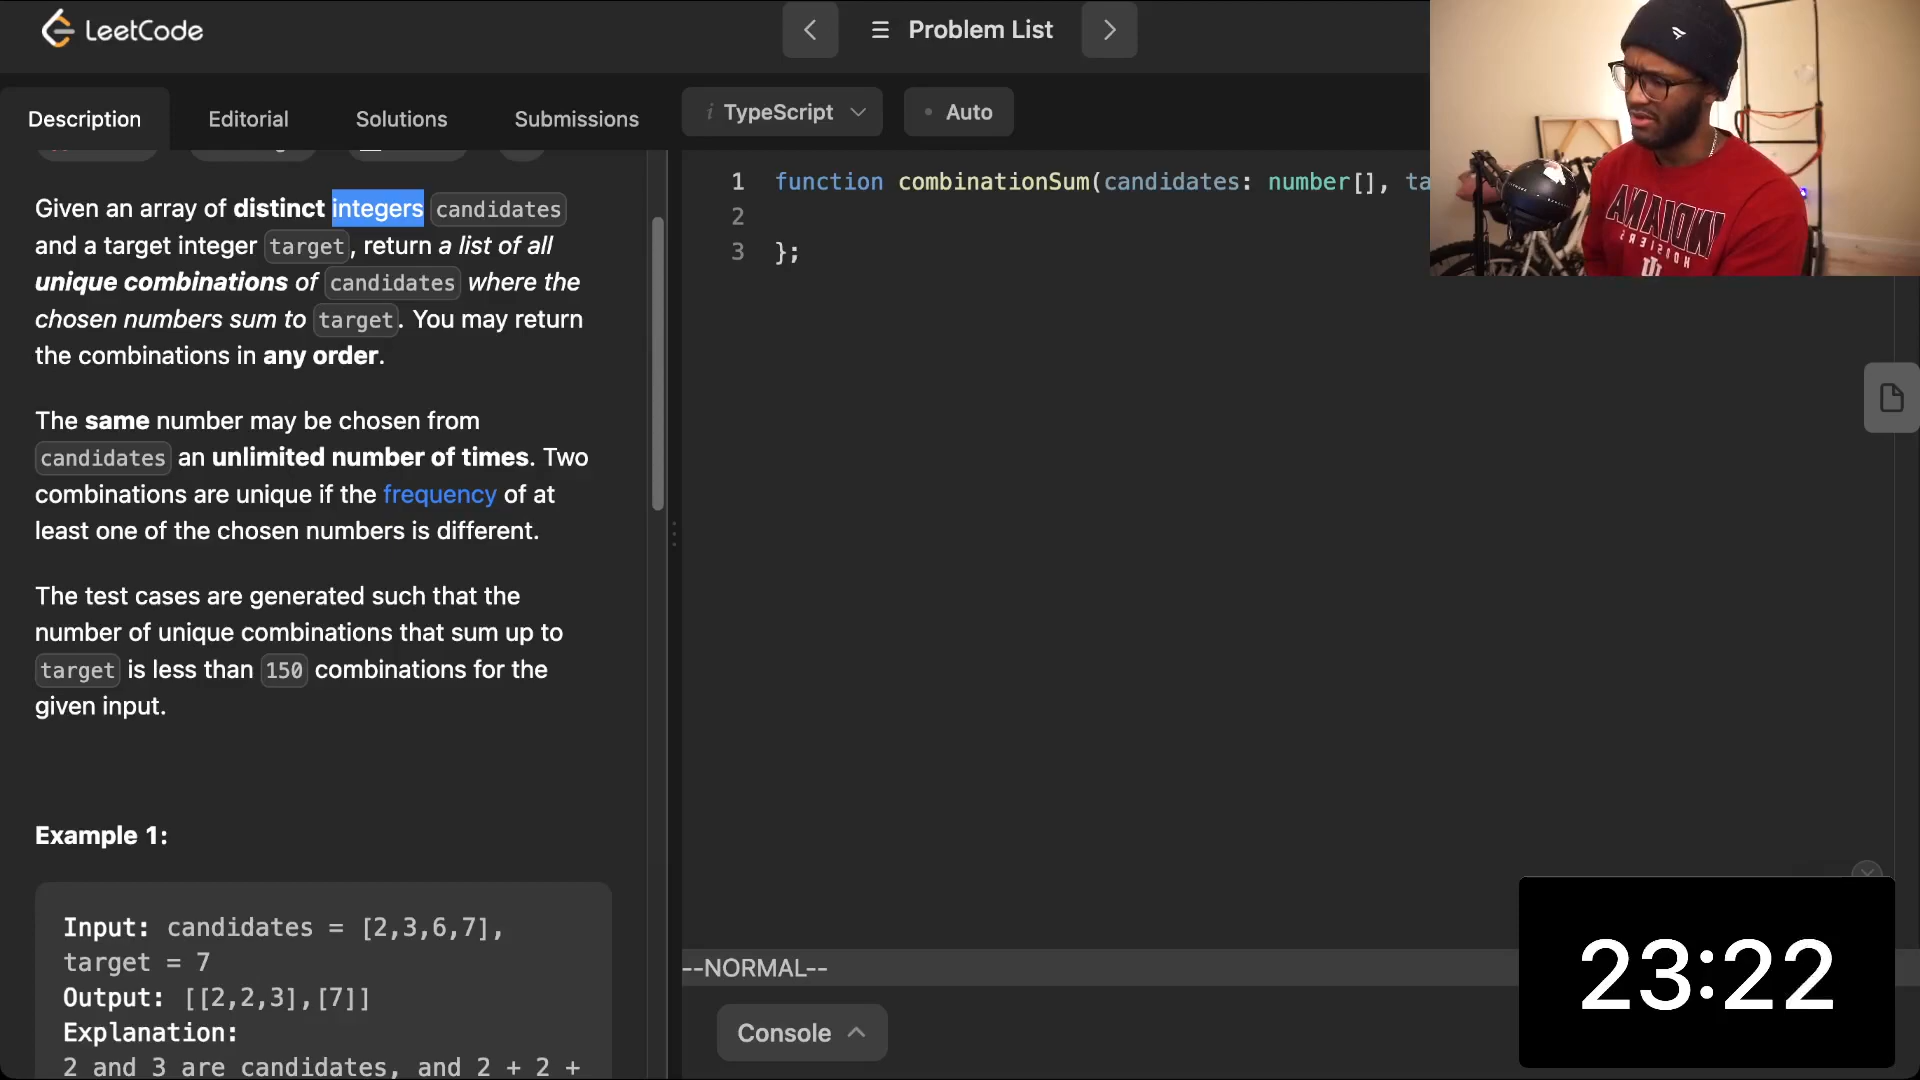 LeetCode
Problem List
Description
Editorial
Solutions
Submissions
i TypeScript
• Auto
Given an array of distinct integers candidates
and a target integer target, return a list of all
unique combinations of candidates where the
chosen numbers sum to target. You may return
the combinations in any order.
The same number may be chosen from
candidates an unlimited number of times. Two
combinations are unique if the frequency of at
least one of the chosen numbers is different.
The test cases are generated such that the
number of unique combinations that sum up to
target is less than 150 combinations for the
given input.
Example 1:
Input: candidates = [2,3,6,7],
target = 7
Output: [[2,2,3],[7]]
Explanation:
2 and 3 are candidates, and 2 + 2 +
1 function combinationSum(candidates: number[], ta
2
3 };
--NORMAL--
Console
INDIANA
HOOSIERS
23:22